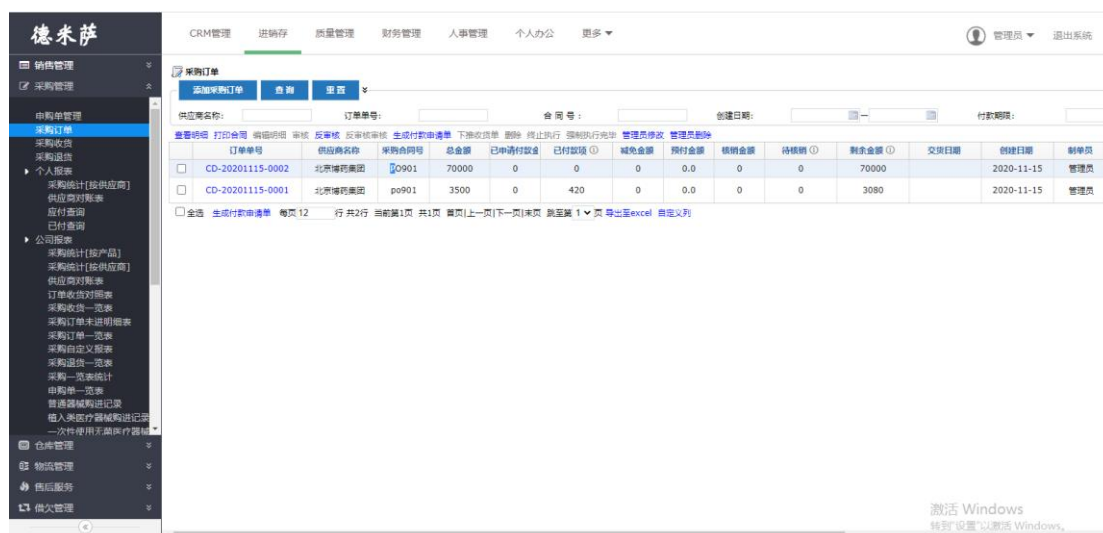 德米萨
CRM管理 进销存 质量管理 财务管理 人事管理 个人办公 更多
管理员 退出系统
销售管理
采购管理
申购单管理
采购订单
采购收货
采购退货
个人报表
采购统计[按供应商]
供应商对账表
应付查询
已付查询
公司报表
采购统计[按产品]
采购统计[按供应商]
供应商对账表
订单收货对照表
采购收货一览表
采购订单未进明细表
采购订单一览表
采购自定义报表
采购退货一览表
采购一览表统计
申购单一览表
普通器械购进记录
植入类医疗器械购进记录
一次性使用无菌医疗器械
仓库管理
物流管理
售后服务
借欠管理
采购订单
添加采购订单 查询 重置
供应商名称: 订单单号: 合同号: 创建日期: — 付款期限:
查看明细 打印合同 编辑明细 审核 反审核 反审核审核 生成付款申请单 下推收货单 删除 终止执行 强制执行完毕 管理员修改 管理员删除
订单单号 供应商名称 采购合同号 总金额 已申请付款金 已付款项 减免金额 预付金额 核销金额 待核销 剩余金额 交货日期 创建日期 制单员
CD-20201115-0002 北京博药集团 PO901 70000 0 0 0 0.0 0 0 70000 2020-11-15 管理员
CD-20201115-0001 北京博药集团 po901 3500 0 420 0 0.0 0 0 3080 2020-11-15 管理员
全选 生成付款申请单 每页 12 行 共2行 当前第1页 共1页 首页|上一页|下一页|末页 跳至第 1 页 导出至excel 自定义列
激活 Windows
转到"设置"以激活 Windows。